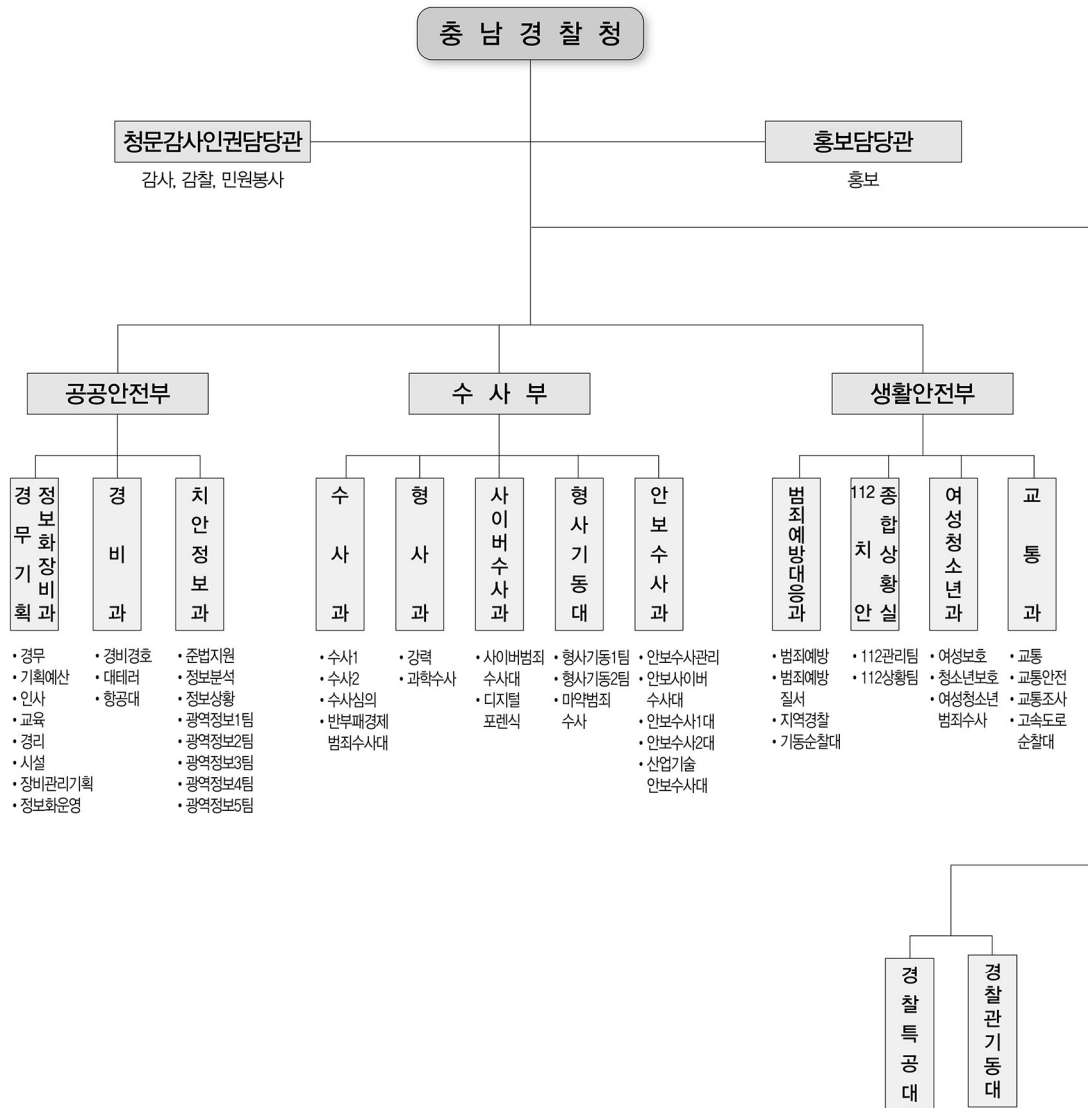 충 남 경 찰 청
청문감사인권담당관
감사, 감찰, 민원봉사
홍보담당관
홍보
공공안전부
수 사 부
생활안전부
경무기획
정보화장비과
경비과
치안정보과
수사과
형사과
사이버수사과
형사기동대
안보수사과
범죄예방대응과
112치안
종합상황실
여성청소년과
교통과
• 경무
• 기획예산
• 인사
• 교육
• 경리
• 시설
• 장비관리기획
• 정보화운영
• 경비경호
• 대테러
• 항공대
• 준법지원
• 정보분석
• 정보상황
• 광역정보1팀
• 광역정보2팀
• 광역정보3팀
• 광역정보4팀
• 광역정보5팀
• 수사1
• 수사2
• 수사심의
• 반부패경제
범죄수사대
• 강력
• 과학수사
• 사이버범죄
수사대
• 디지털
포렌식
• 형사기동1팀
• 형사기동2팀
• 마약범죄
수사
• 안보수사관리
• 안보사이버
수사대
• 안보수사1대
• 안보수사2대
• 산업기술
안보수사대
• 범죄예방
• 범죄예방
질서
• 지역경찰
• 기동순찰대
• 112관리팀
• 112상황팀
• 여성보호
• 청소년보호
• 여성청소년
범죄수사
• 교통
• 교통안전
• 교통조사
• 고속도로
순찰대
경찰특공대
경찰관기동대